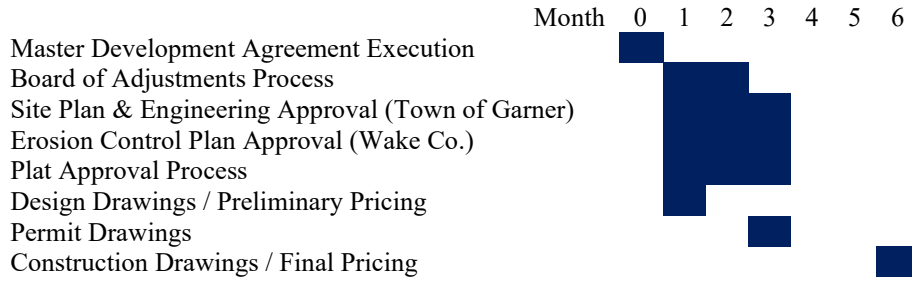 Month 0 1 2 3 4 5 6
Master Development Agreement Execution
Board of Adjustments Process
Site Plan & Engineering Approval (Town of Garner)
Erosion Control Plan Approval (Wake Co.)
Plat Approval Process
Design Drawings / Preliminary Pricing
Permit Drawings
Construction Drawings / Final Pricing